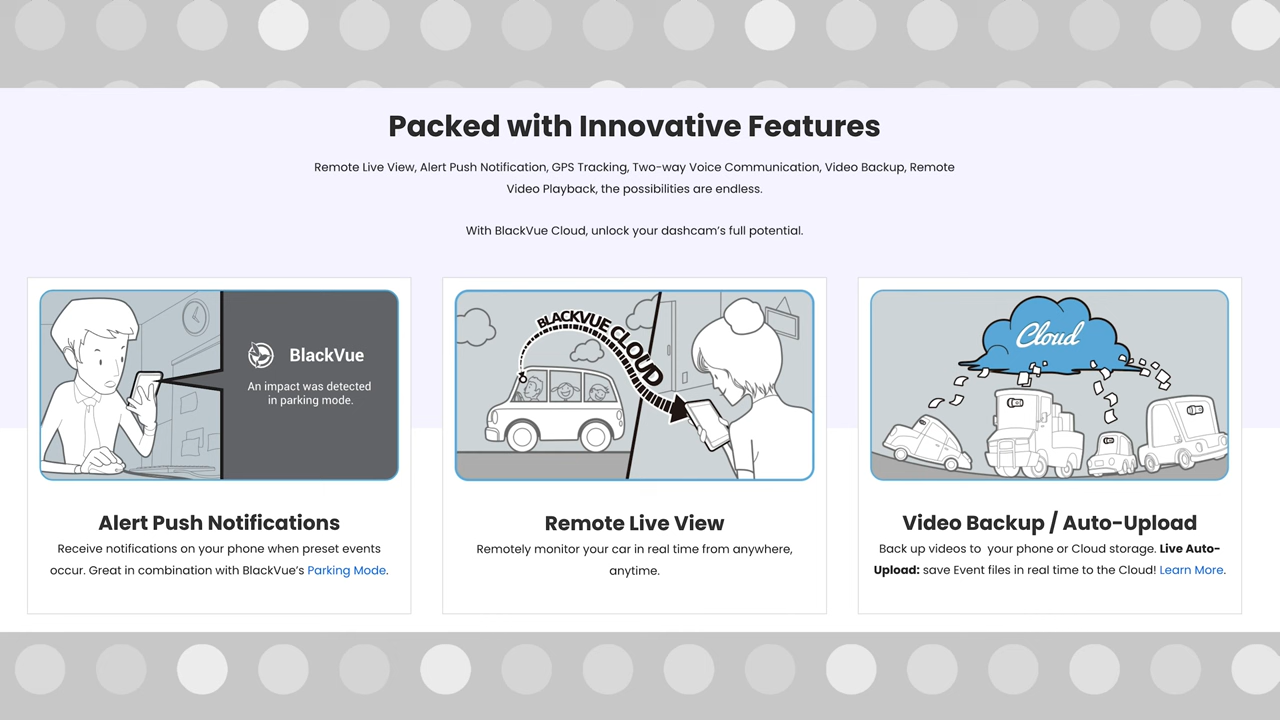 Packed with Innovative Features
Remote Live View, Alert Push Notification, GPS Tracking, Two-way Voice Communication, Video Backup, Remote
Video Playback, the possibilities are endless.
With BlackVue Cloud, unlock your dashcam's full potential.
BlackVue
An impact was detected
in parking mode.
Alert Push Notifications
Receive notifications on your phone when preset events
occur. Great in combination with BlackVue's Parking Mode.
BLACKVUE CLOUD
Remote Live View
Remotely monitor your car in real time from anywhere,
anytime.
Cloud
Video Backup / Auto-Upload
Back up videos to  your phone or Cloud storage. Live Auto-
Upload: save Event files in real time to the Cloud! Learn More.